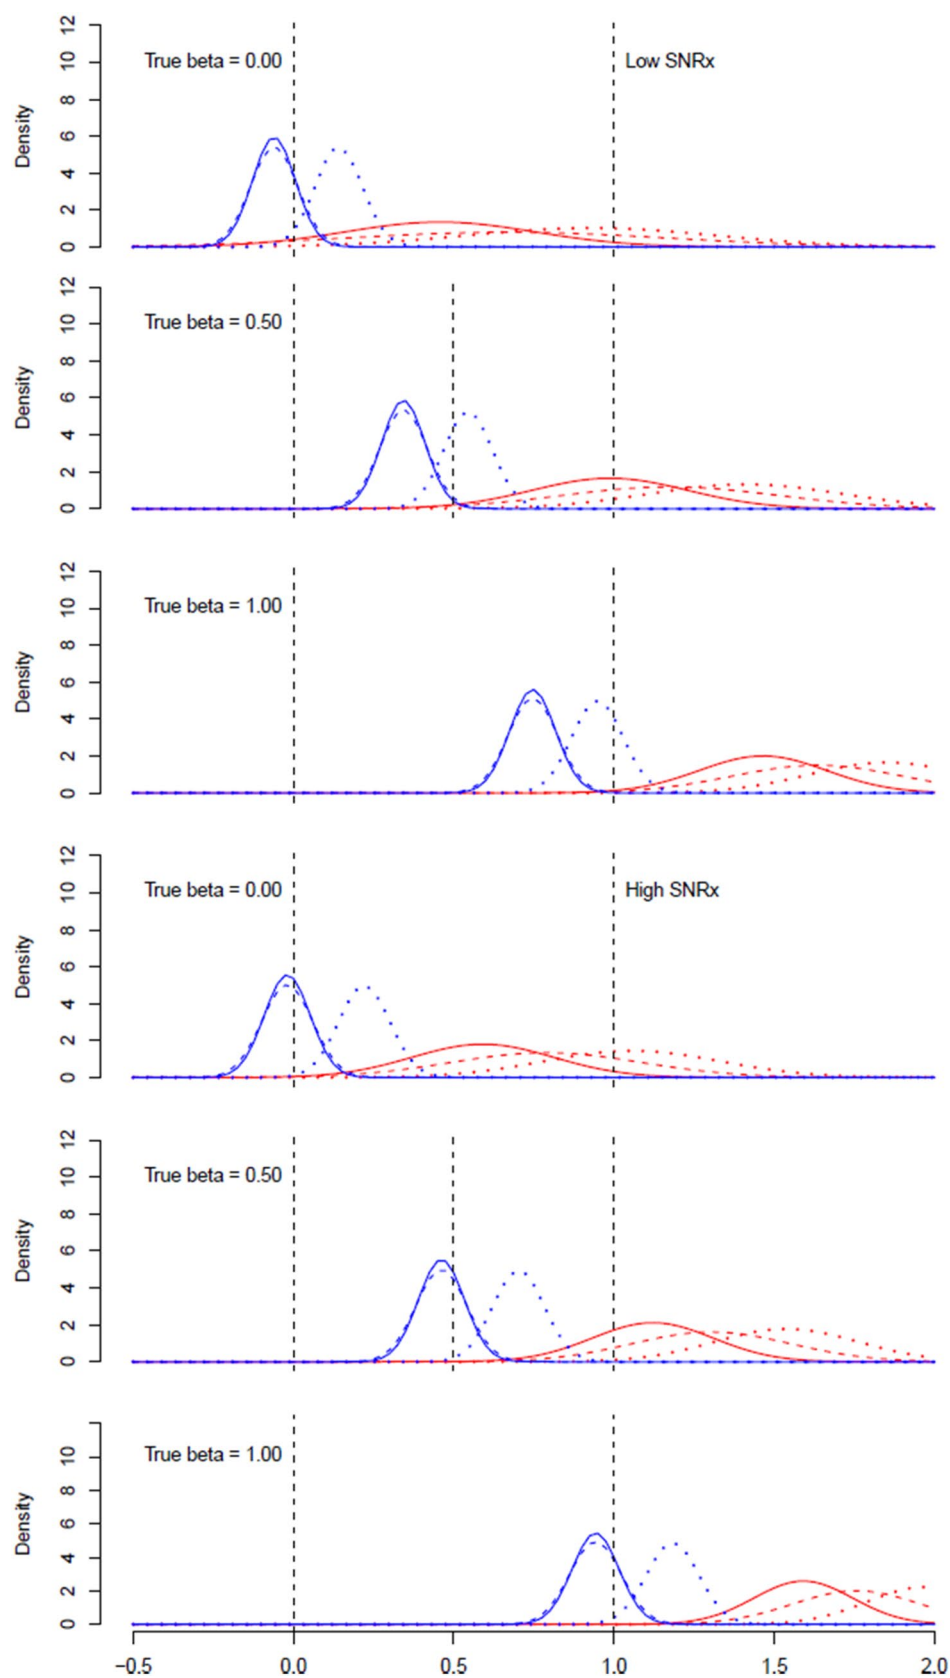 12
True beta = 0.00
Low SNRx
10
8
6
4
2
0
Density
12
True beta = 0.50
10
8
6
4
2
0
Density
12
True beta = 1.00
10
8
6
4
2
0
Density
12
True beta = 0.00
High SNRx
10
8
6
4
2
0
Density
12
True beta = 0.50
10
8
6
4
2
0
Density
True beta = 1.00
10
8
6
4
2
0
Density
−0.5 0.0 0.5 1.0 1.5 2.0